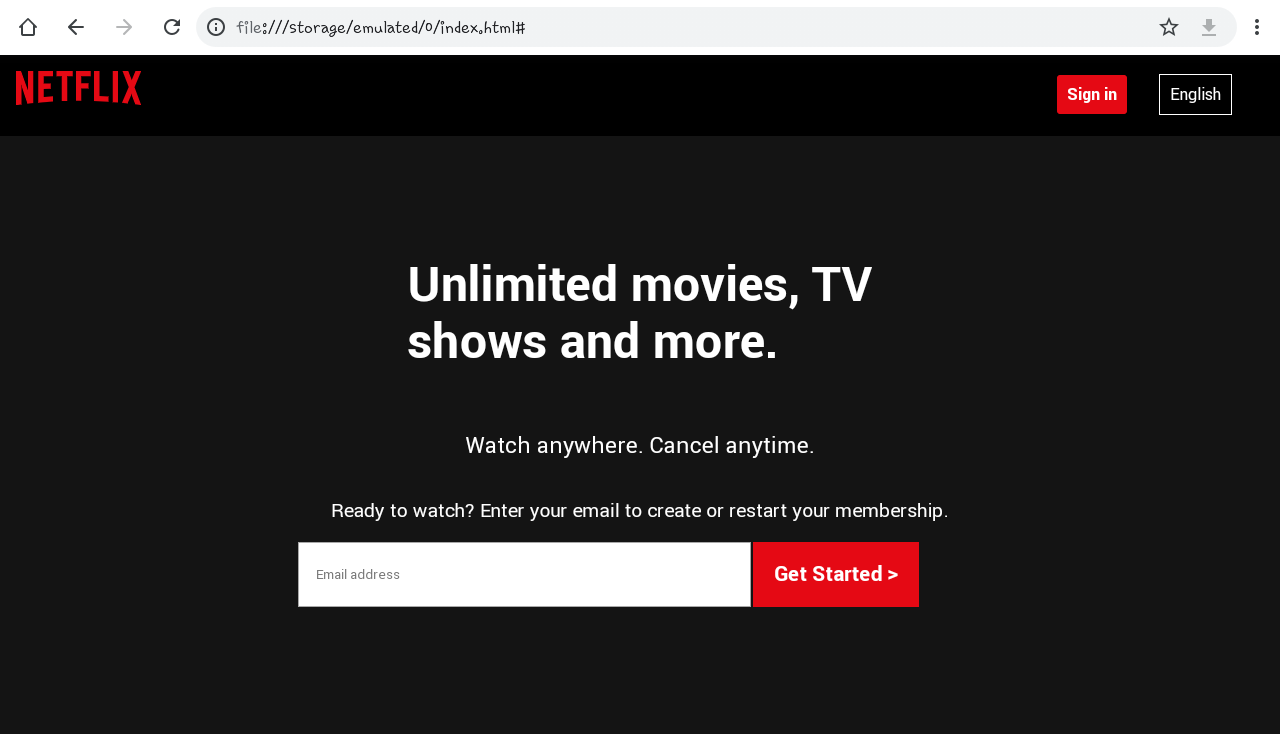 file:///storage/emulated/0/index.html#
NETFLIX
Sign in
English
Unlimited movies, TV
shows and more.
Watch anywhere. Cancel anytime.
Ready to watch? Enter your email to create or restart your membership.
Email address
Get Started >